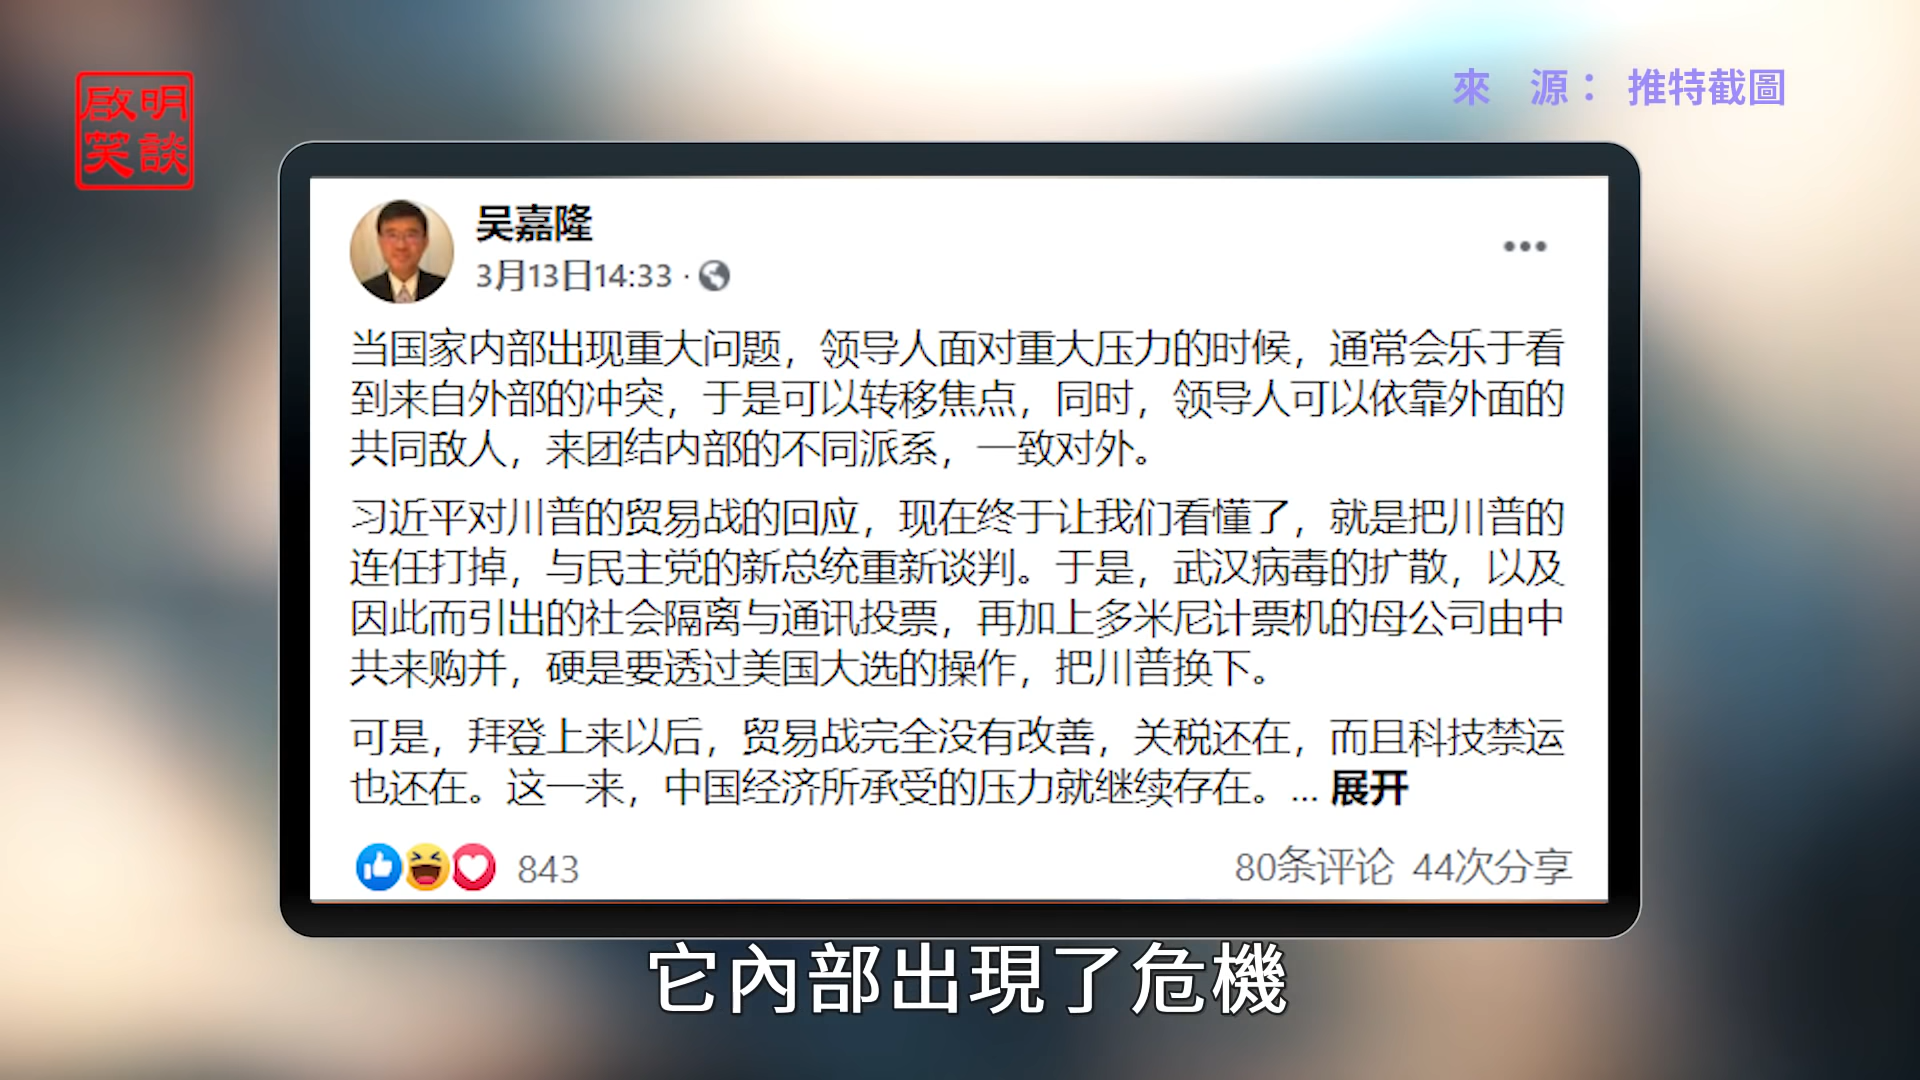 啟明
笑談
來 源： 推特截圖
吴嘉隆
3月13日14:33 ·
当国家内部出现重大问题，领导人面对重大压力的时候，通常会乐于看
到来自外部的冲突，于是可以转移焦点，同时，领导人可以依靠外面的
共同敌人，来团结内部的不同派系，一致对外。
习近平对川普的贸易战的回应，现在终于让我们看懂了，就是把川普的
连任打掉，与民主党的新总统重新谈判。于是，武汉病毒的扩散，以及
因此而引出的社会隔离与通讯投票，再加上多米尼计票机的母公司由中
共来购并，硬是要透过美国大选的操作，把川普换下。
可是，拜登上来以后，贸易战完全没有改善，关税还在，而且科技禁运
也还在。这一来，中国经济所承受的压力就继续存在。... 展开
843
80条评论 44次分享
它內部出現了危機